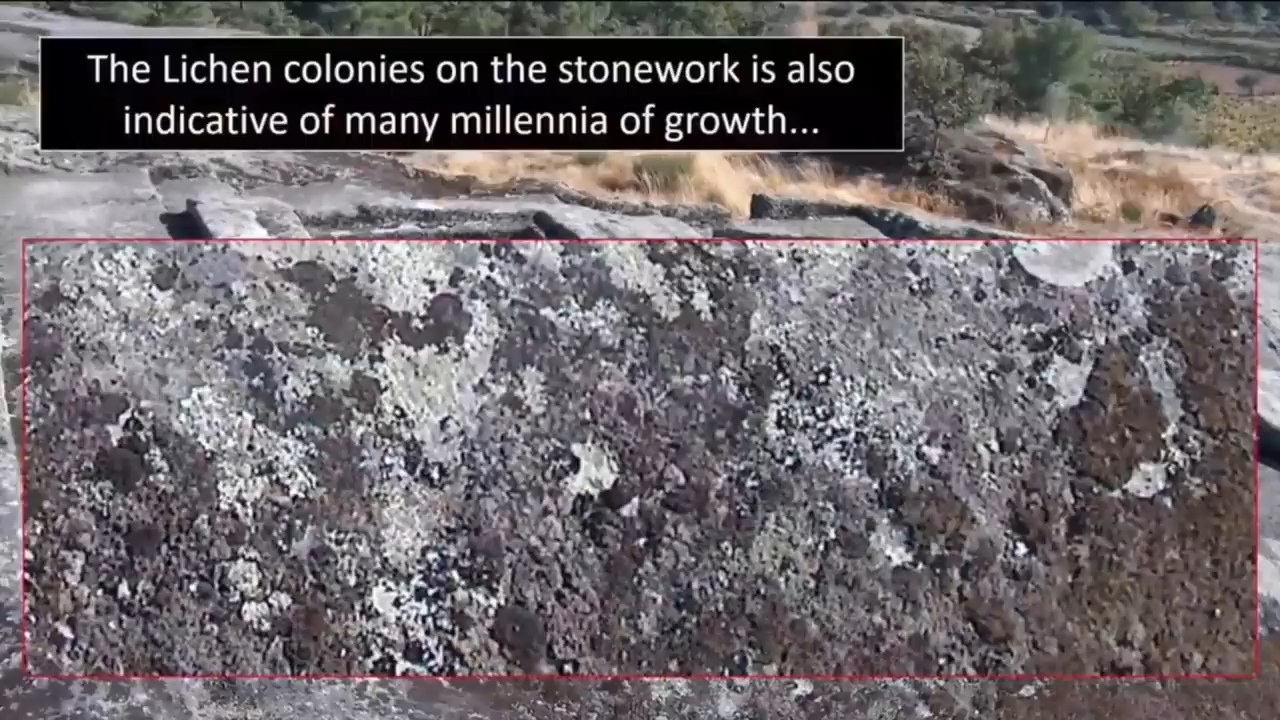 The Lichen colonies on the stonework is also
indicative of many millennia of growth...